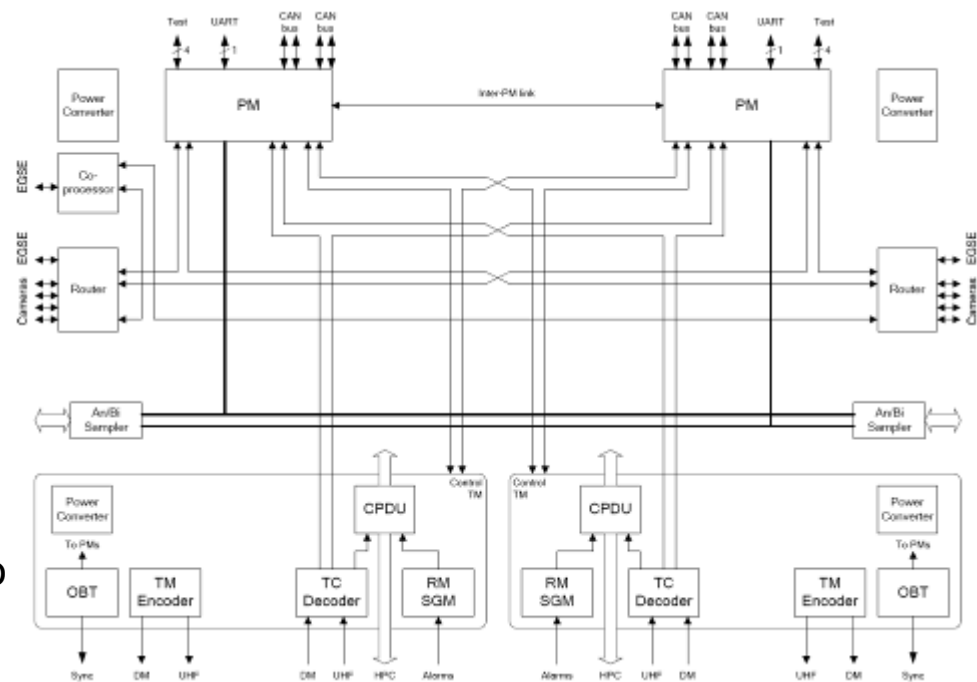 Test UART CAN bus CAN bus
4 1
CAN bus CAN bus UART Test
1 4
Power Converter
PM
Inter-PM link
PM
Power Converter
EGSE
Co-processor
EGSE
Cameras
Router
Router
EGSE
Cameras
An/Bi Sampler
An/Bi Sampler
Control TM
Control TM
Power Converter
CPDU
CPDU
Power Converter
To PMs
To PMs
OBT
TM Encoder
TC Decoder
RM SGM
RM SGM
TC Decoder
TM Encoder
OBT
Sync DM UHF DM UHF HPC Alarms
Alarms HPC UHF DM UHF DM Sync